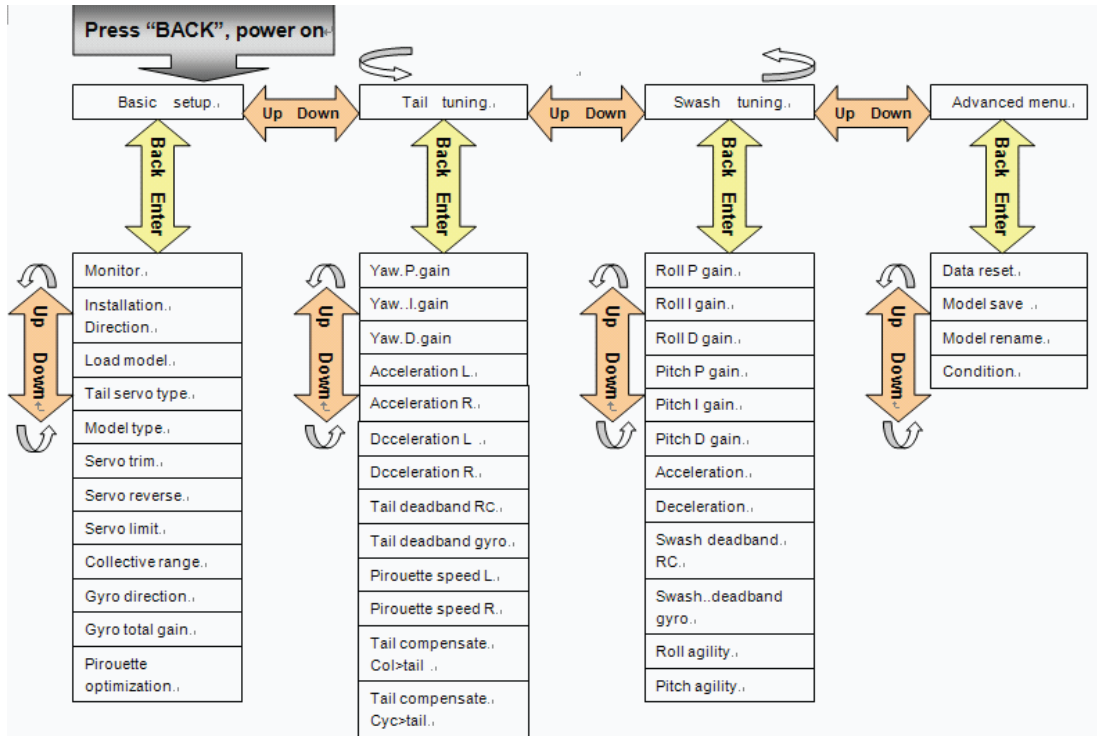 Press “BACK”, power on
Basic setup.
Up Down
Tail tuning.
Up Down
Swash tuning.
Up Down
Advanced menu.
Back Enter
Back Enter
Back Enter
Back Enter
Up Down
Monitor.
Installation.
Direction.
Load model.
Tail servo type.
Model type.
Servo trim.
Servo reverse.
Servo limit.
Collective range.
Gyro direction.
Gyro total gain.
Pirouette
optimization.
Up Down
Yaw.P.gain
Yaw..I.gain
Yaw.D.gain
Acceleration L.
Acceleration R.
Dcceleration L .
Dcceleration R.
Tail deadband RC.
Tail deadband gyro.
Pirouette speed L.
Pirouette speed R.
Tail compensate.
Col>tail .
Tail compensate.
Cyc>tail.
Up Down
Roll P gain.
Roll I gain.
Roll D gain.
Pitch P gain.
Pitch I gain.
Pitch D gain.
Acceleration.
Deceleration.
Swash deadband.
RC.
Swash..deadband
gyro.
Roll agility.
Pitch agility.
Up Down
Data reset.
Model save .
Model rename.
Condition.